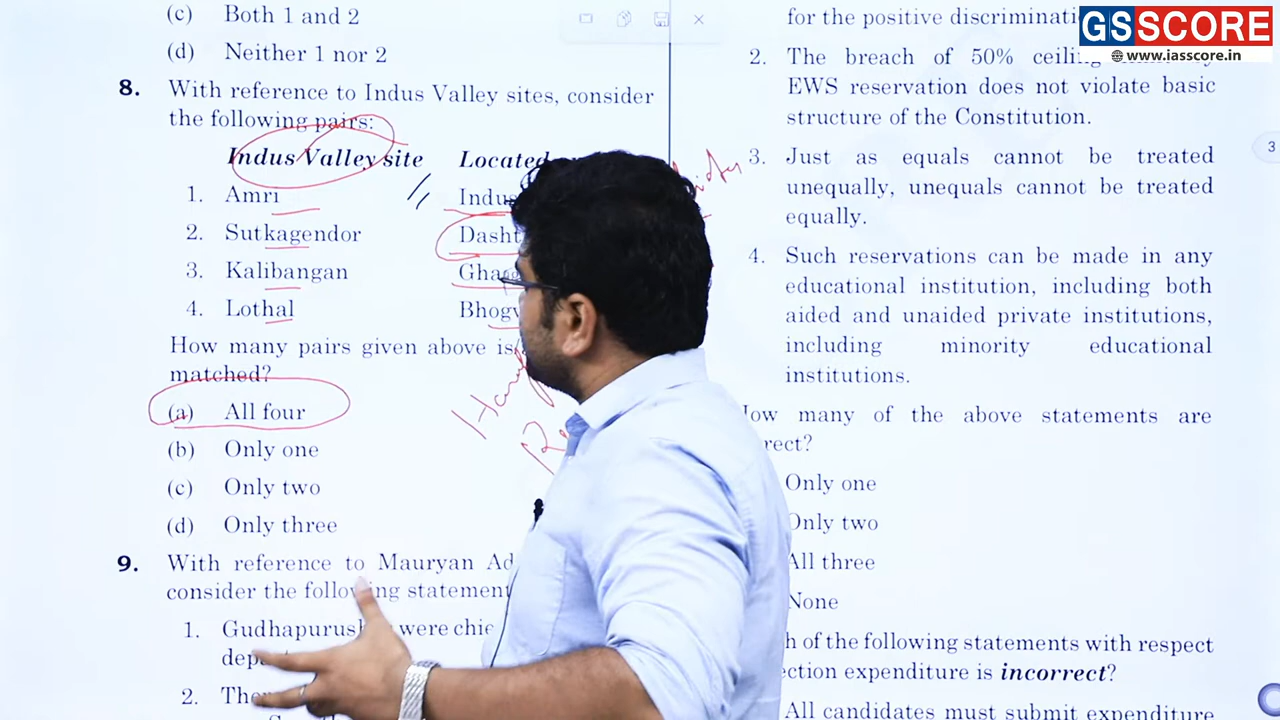 (c) Both 1 and 2
(d) Neither 1 nor 2
8. With reference to Indus Valley sites, consider
the following pairs:
Indus Valley site Located
1. Amri Indus
2. Sutkagendor
3. Kalibangan
4. Lothal
How many pairs given above is/
matched?
(a) All four
(b) Only one
(c) Only two
(d) Only three
9. With reference to Mauryan
consider the following statement
1. were
2.
for the positive
2. The breach of 50%
EWS reservation does not violate basic
structure of the Constitution.
3. Just as equals cannot be treated
unequally, unequals cannot be treated
equally.
4. Such reservations can be made in any
educational institution, including both
aided and unaided private institutions,
including minority educational
institutions.
many of the above statements are
Only one
Only two
All three
None
of the following statements with respect
expenditure is incorrect?
All candidates must submit expenditure
GSSCORE
www.iasscore.in
3